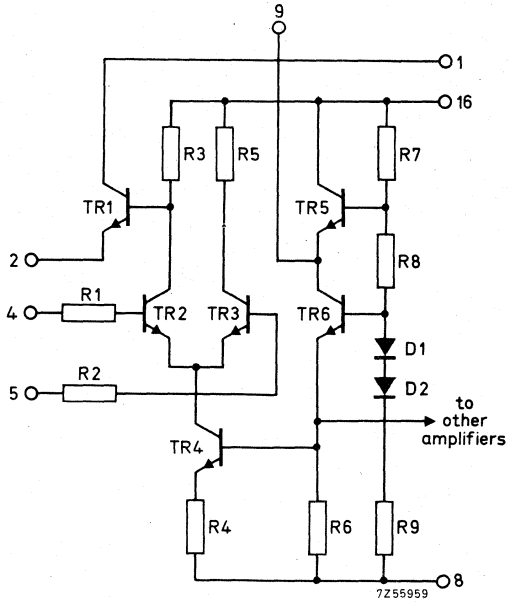 9
1
16
R3
R5
R7
TR1
TR5
2
R8
R1
4
TR2
TR3
TR6
D1
R2
5
D2
to
other
amplifiers
TR4
R4
R6
R9
8
7Z55959